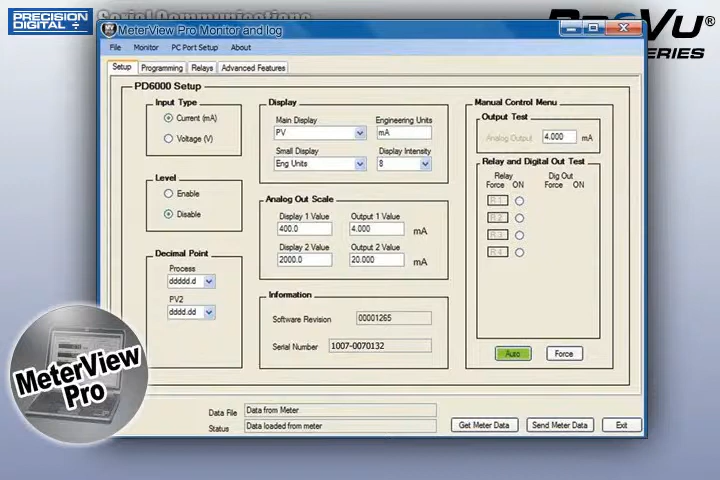 PRECISION
DIGITAL
Serial Communications
ProVu®
SERIES
MeterView Pro Monitor and log
File Monitor PC Port Setup About
Setup Programming Relays Advanced Features
PD6000 Setup
Input Type
Current (mA)
Voltage (V)
Level
Enable
Disable
Decimal Point
Process
ddddd.d
PV2
dddd.dd
Display
Main Display Engineering Units
PV mA
Small Display Display Intensity
Eng Units 8
Analog Out Scale
Display 1 Value Output 1 Value
400.0 4.000 mA
Display 2 Value Output 2 Value
2000.0 20.000 mA
Information
Software Revision 00001265
Serial Number 1007-0070132
Manual Control Menu
Output Test
Analog Output 4.000 mA
Relay and Digital Out Test
Relay Dig Out
Force ON Force ON
R 1
R 2
R 3
R 4
Auto Force
Data File Data from Meter
Status Data loaded from meter
Get Meter Data Send Meter Data Exit
MeterView
Pro